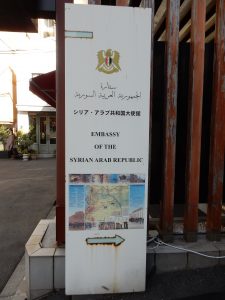 سفارة
الجمهورية العربية السورية
シリア・アラブ共和国大使館
EMBASSY
OF THE
SYRIAN ARAB REPUBLIC